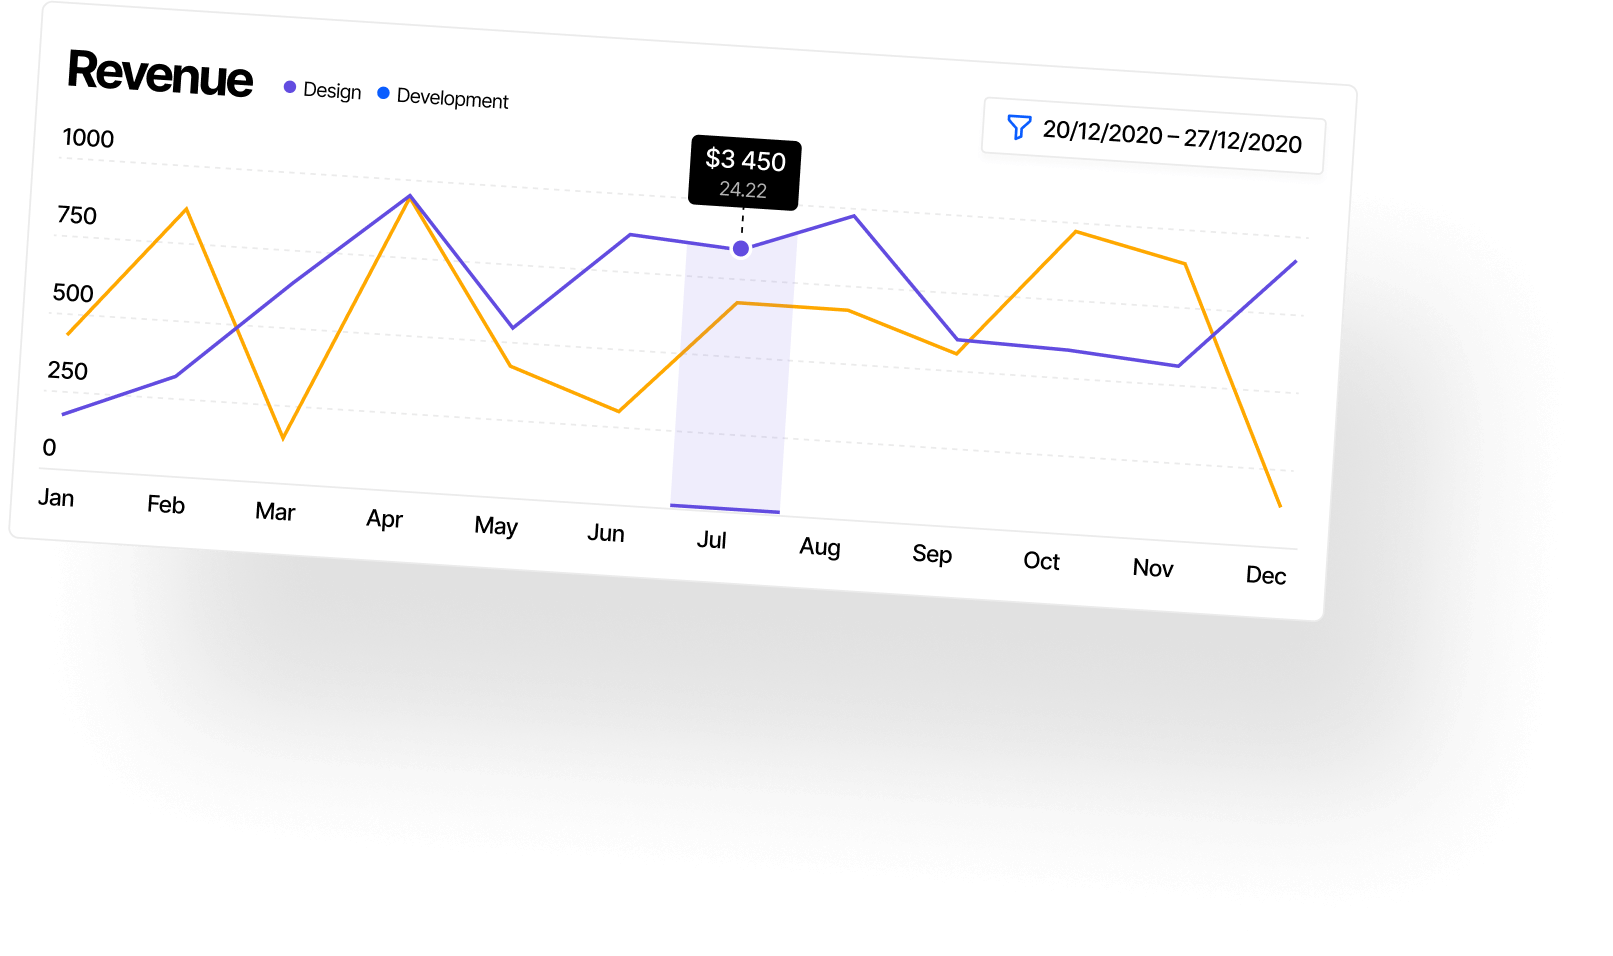 Revenue
Design
Development
20/12/2020 – 27/12/2020
$3 450
24.22
1000
750
500
250
0
Jan Feb Mar Apr May Jun Jul Aug Sep Oct Nov Dec